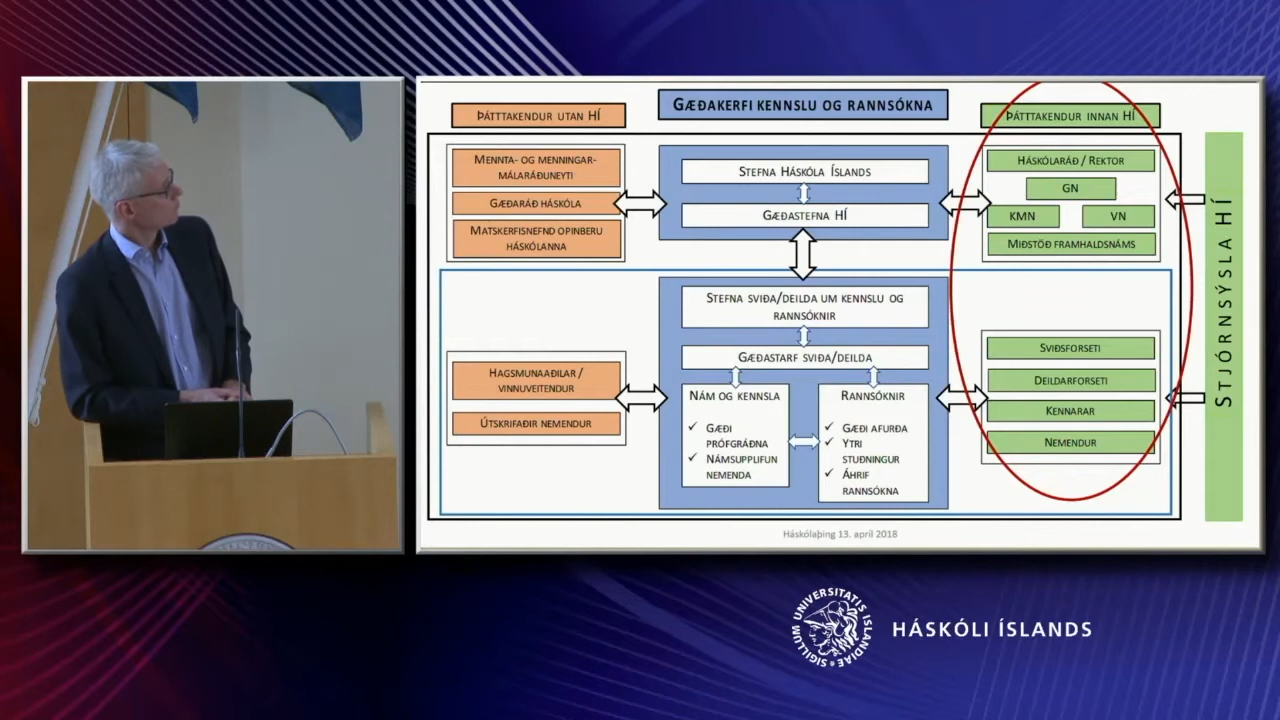 GÆÐAKERFI KENNSLU OG RANNSÓKNA
ÞÁTTTAKENDUR UTAN HÍ
ÞÁTTTAKENDUR INNAN HÍ
MENNTA- OG MENNINGAR-
MÁLARÁÐUNEYTI
GÆÐARÁÐ HÁSKÓLA
MATSKERFISNEFND OPINBERU
HÁSKÓLANNA
STEFNA HÁSKÓLA ÍSLANDS
GÆÐASTEFNA HÍ
HÁSKÓLARÁÐ / REKTOR
GN
KMN
VN
MIÐSTÖÐ FRAMHALDSNÁMS
STJÓRNSÝSLA HÍ
STEFNA SVIÐA/DEILDA UM KENNSLU OG
RANNSÓKNIR
GÆÐASTARF SVIÐA/DEILDA
HAGSMUNAAÐILAR /
VINNUVEITENDUR
ÚTSKRIFAÐIR NEMENDUR
NÁM OG KENNSLA
✓ GÆÐI
PRÓFGRÁÐNA
✓ NÁMSUPPLIFUN
NEMENDA
RANNSÓKNIR
✓ GÆÐI AFURÐA
✓ YTRI
STUÐNINGUR
✓ ÁHRIF
RANNSÓKNA
SVIÐSFORSETI
DEILDARFORSETI
KENNARAR
NEMENDUR
Háskólaþing 13. apríl 2018
SIGILLUM UNIVERSITATIS ISLANDIAE
HÁSKÓLI ÍSLANDS